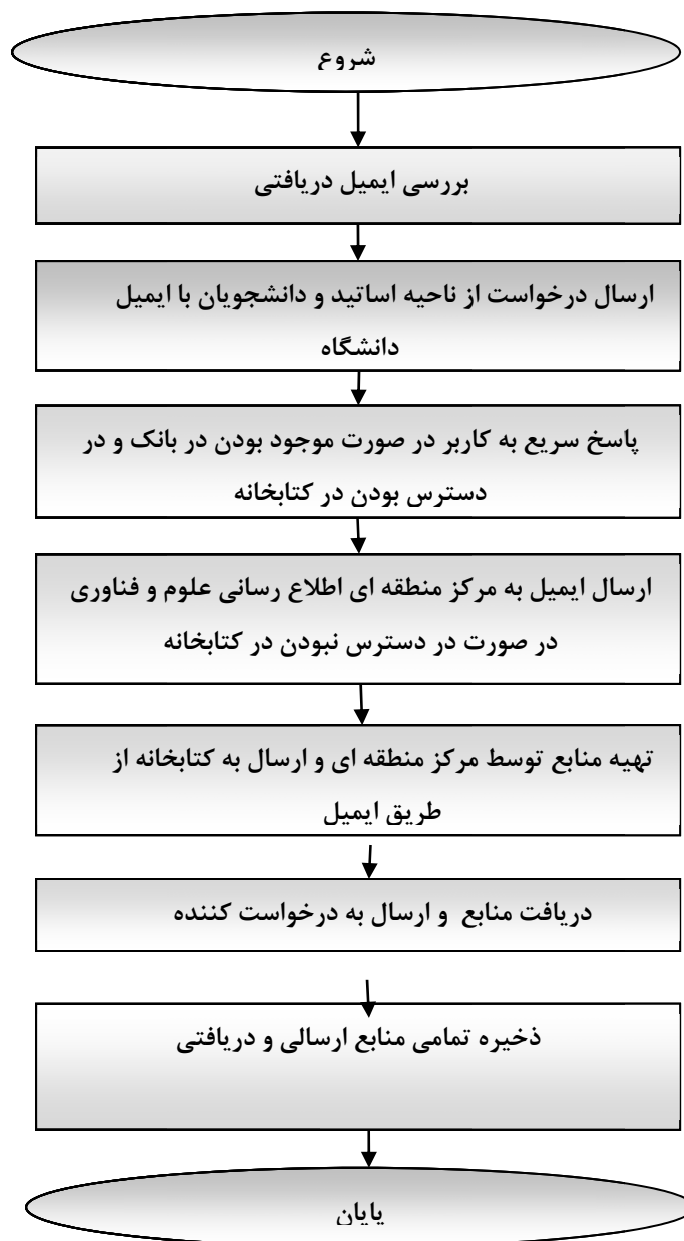 شروع
بررسی ایمیل دریافتی
ارسال درخواست از ناحیه اساتید و دانشجویان با ایمیل
دانشگاه
پاسخ سریع به کاربر در صورت موجود بودن در بانک و در
دسترس بودن در کتابخانه
ارسال ایمیل به مرکز منطقه ای اطلاع رسانی علوم و فناوری
در صورت در دسترس نبودن در کتابخانه
تهیه منابع توسط مرکز منطقه ای و ارسال به کتابخانه از
طریق ایمیل
دریافت منابع و ارسال به درخواست کننده
ذخیره تمامی منابع ارسالی و دریافتی
پایان